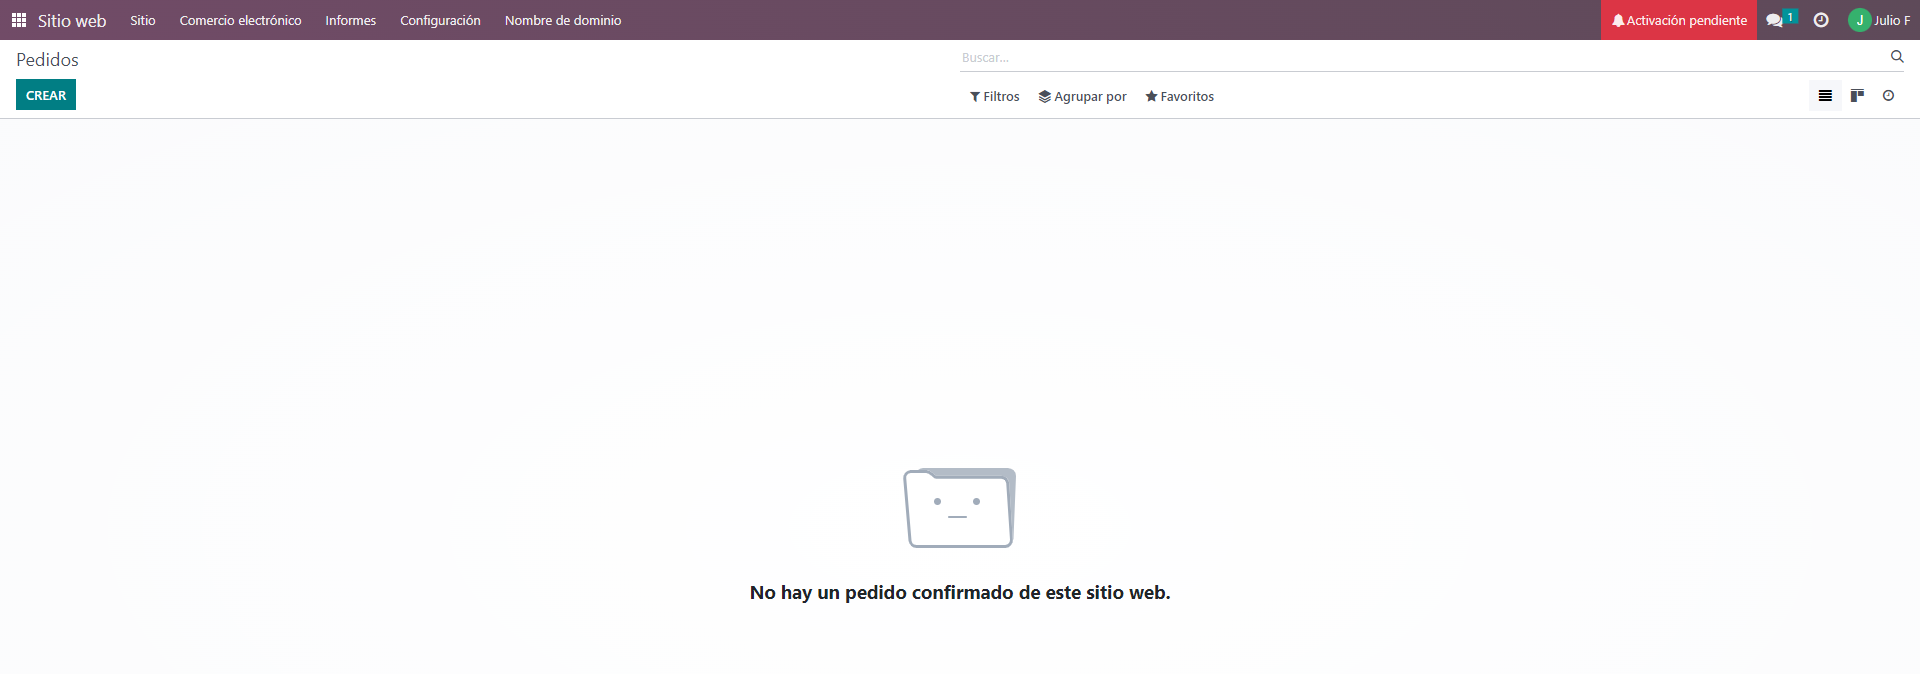 Sitio web Sitio Comercio electrónico Informes Configuración Nombre de dominio Activación pendiente 1 J Julio F
Pedidos Buscar...
CREAR Filtros Agrupar por Favoritos
No hay un pedido confirmado de este sitio web.